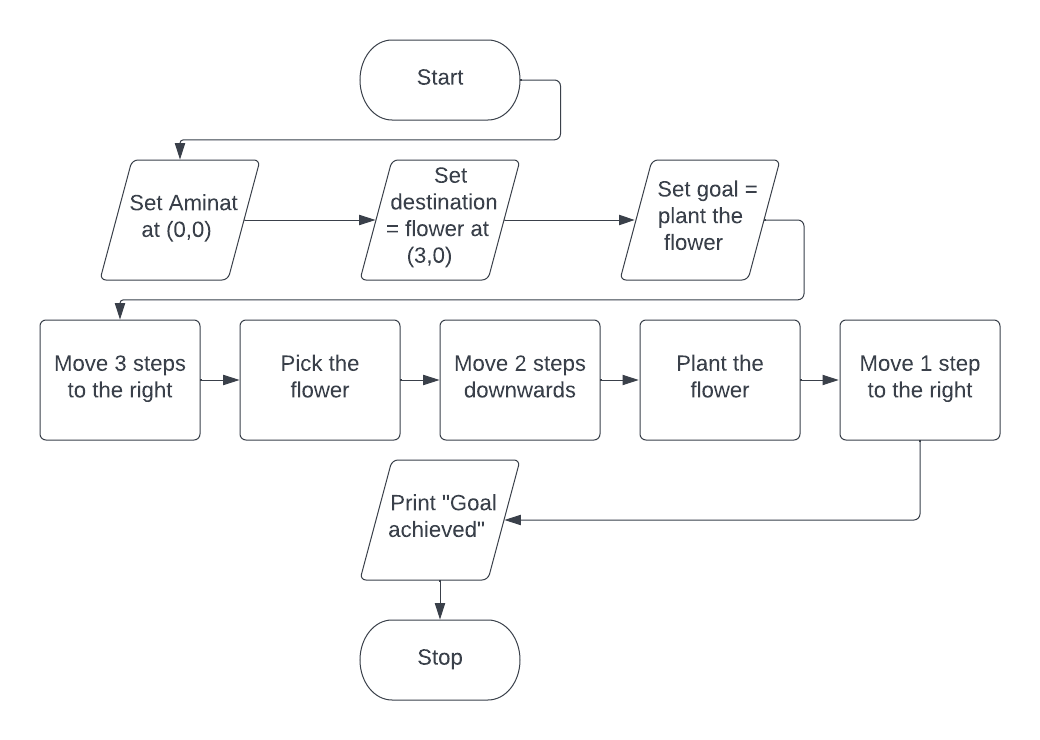 Start
Set Aminat
at (0,0)
Set
destination
= flower at
(3,0)
Set goal =
plant the
flower
Move 3 steps
to the right
Pick the
flower
Move 2 steps
downwards
Plant the
flower
Move 1 step
to the right
Print "Goal
achieved"
Stop